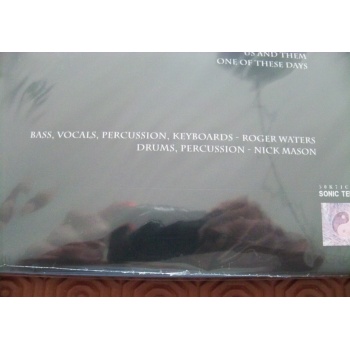 US AND THEM
ONE OF THESE DAYS
BASS, VOCALS, PERCUSSION, KEYBOARDS - ROGER WATERS
DRUMS, PERCUSSION - NICK MASON
SONIC